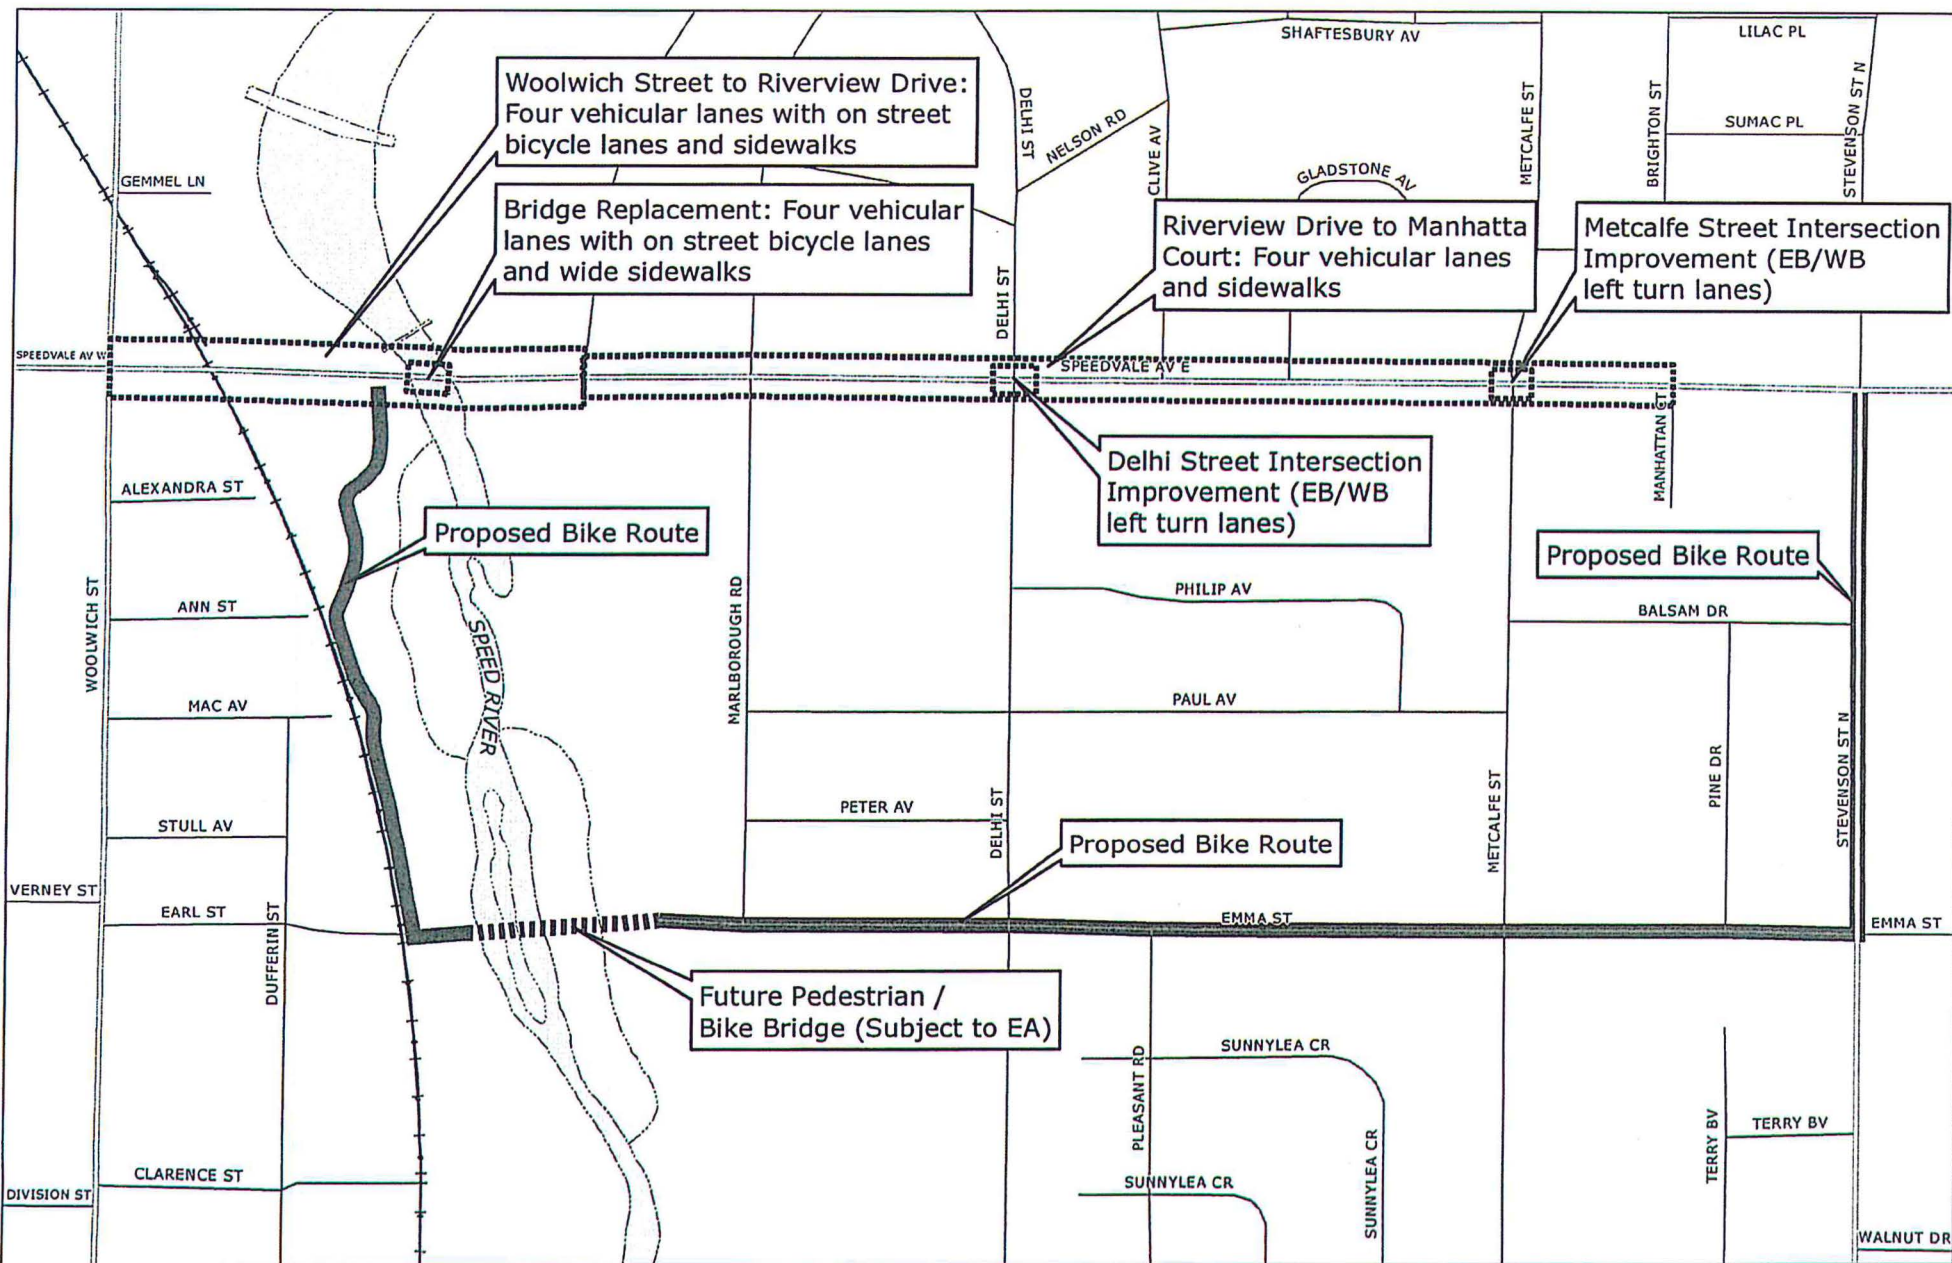 SHAFTESBURY AV
LILAC PL
Woolwich Street to Riverview Drive:
Four vehicular lanes with on street
bicycle lanes and sidewalks
DELHI ST
NELSON RD
CLIVE AV
METCALFE ST
BRIGHTON ST
SUMAC PL
STEVENSON ST N
GEMMEL LN
GLADSTONE AV
Bridge Replacement: Four vehicular
lanes with on street bicycle lanes
and wide sidewalks
DELHI ST
Riverview Drive to Manhatta
Court: Four vehicular lanes
and sidewalks
Metcalfe Street Intersection
Improvement (EB/WB
left turn lanes)
SPEEDVALE AV W
SPEEDVALE AV E
MANHATTAN CT
ALEXANDRA ST
Delhi Street Intersection
Improvement (EB/WB
left turn lanes)
Proposed Bike Route
Proposed Bike Route
WOOLWICH ST
ANN ST
SPEED RIVER
MARLBOROUGH RD
PHILIP AV
BALSAM DR
MAC AV
PAUL AV
PINE DR
STEVENSON ST N
STULL AV
PETER AV
DELHI ST
METCALFE ST
Proposed Bike Route
VERNEY ST
EARL ST
DUFFERIN ST
EMMA ST
EMMA ST
Future Pedestrian /
Bike Bridge (Subject to EA)
PLEASANT RD
SUNNYLEA CR
SUNNYLEA CR
TERRY BV
TERRY BV
CLARENCE ST
DIVISION ST
SUNNYLEA CR
WALNUT DR